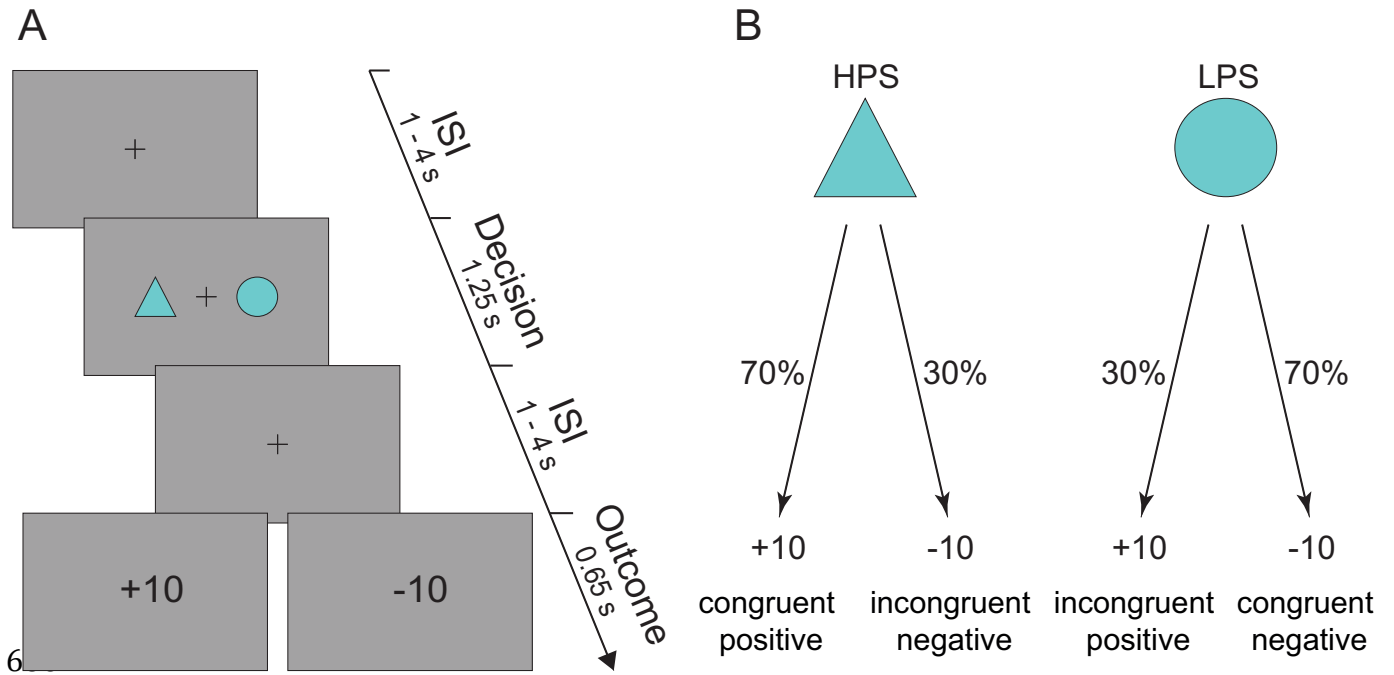 A
ISI
1 - 4 s
Decision
1.25 s
ISI
1 - 4 s
Outcome
0.65 s
+10
-10
B
HPS
LPS
70%
30%
30%
70%
+10
-10
+10
-10
congruent
positive
incongruent
negative
incongruent
positive
congruent
negative